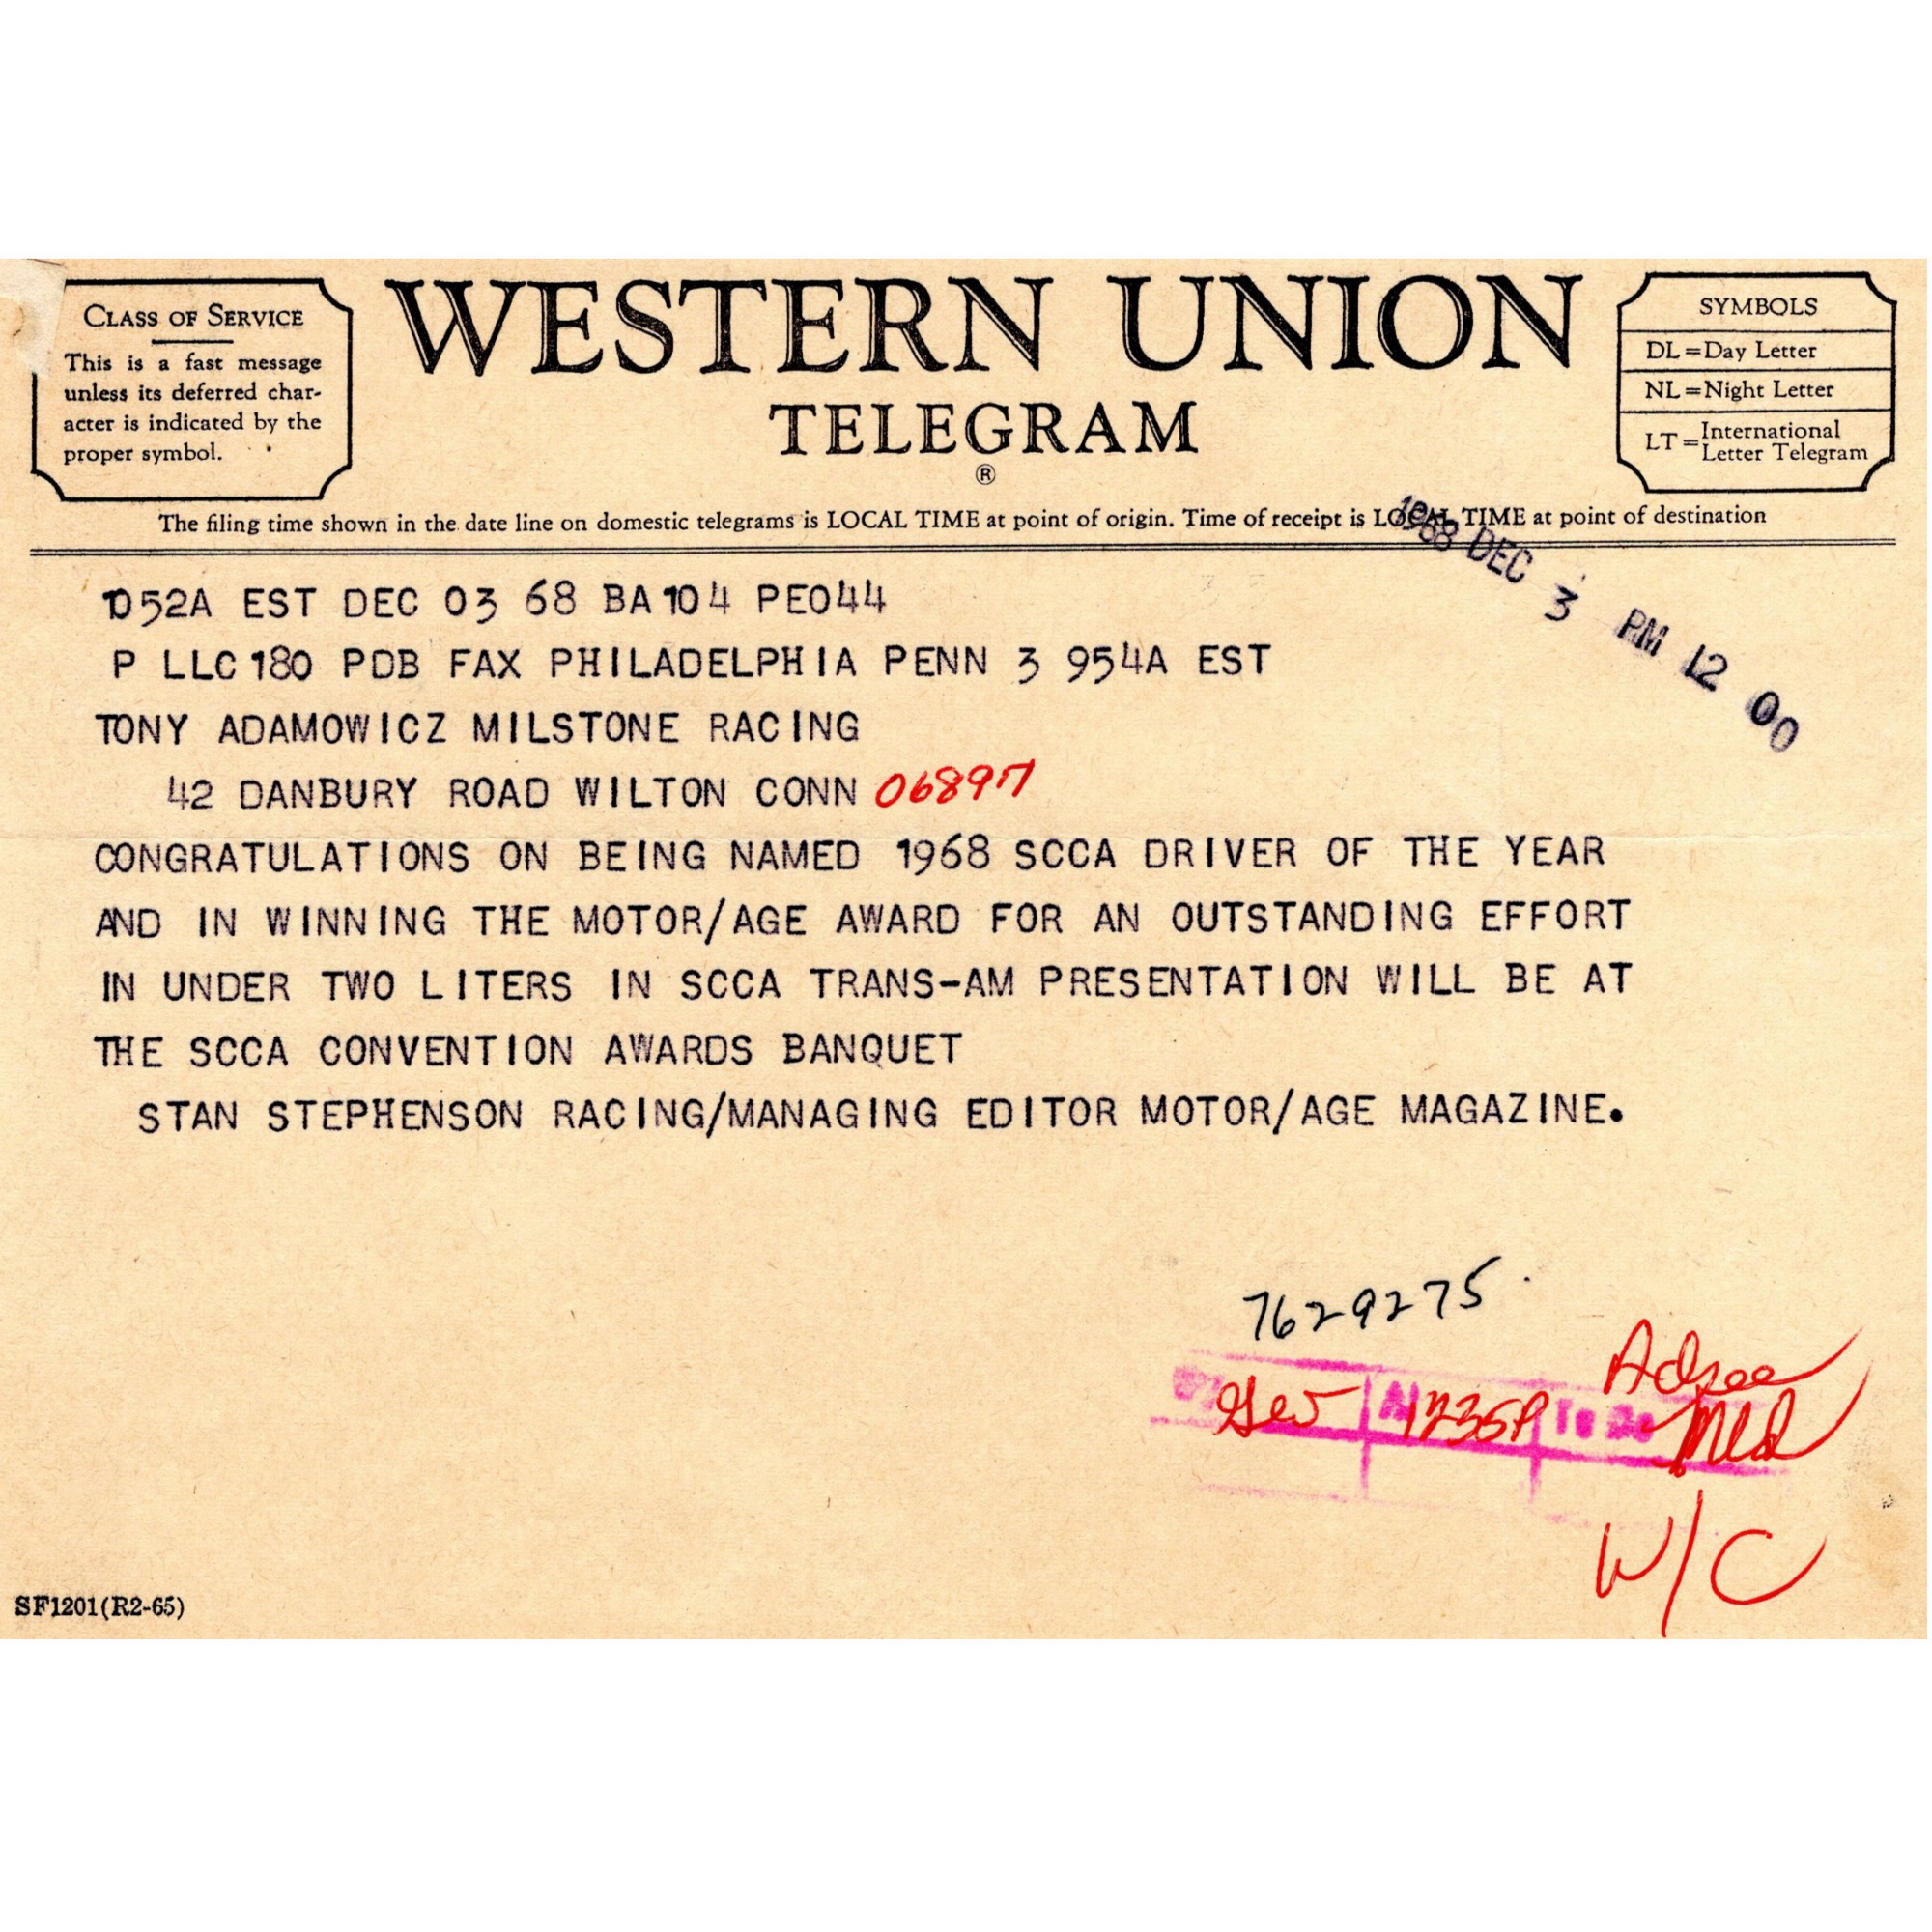 CLASS OF SERVICE
This is a fast message
unless its deferred char-
acter is indicated by the
proper symbol.
WESTERN UNION
TELEGRAM
®
SYMBOLS
DL=Day Letter
NL=Night Letter
LT=International
Letter Telegram
The filing time shown in the date line on domestic telegrams is LOCAL TIME at point of origin. Time of receipt is LOCAL TIME at point of destination
1968 DEC 3 PM 12 00
1052A EST DEC 03 68 BA104 PE044
P LLC180 PDB FAX PHILADELPHIA PENN 3 954A EST
TONY ADAMOWICZ MILSTONE RACING
42 DANBURY ROAD WILTON CONN 06897
CONGRATULATIONS ON BEING NAMED 1968 SCCA DRIVER OF THE YEAR
AND IN WINNING THE MOTOR/AGE AWARD FOR AN OUTSTANDING EFFORT
IN UNDER TWO LITERS IN SCCA TRANS-AM PRESENTATION WILL BE AT
THE SCCA CONVENTION AWARDS BANQUET
STAN STEPHENSON RACING/MANAGING EDITOR MOTOR/AGE MAGAZINE.
7629275
1235P
W/C
SF1201(R2-65)